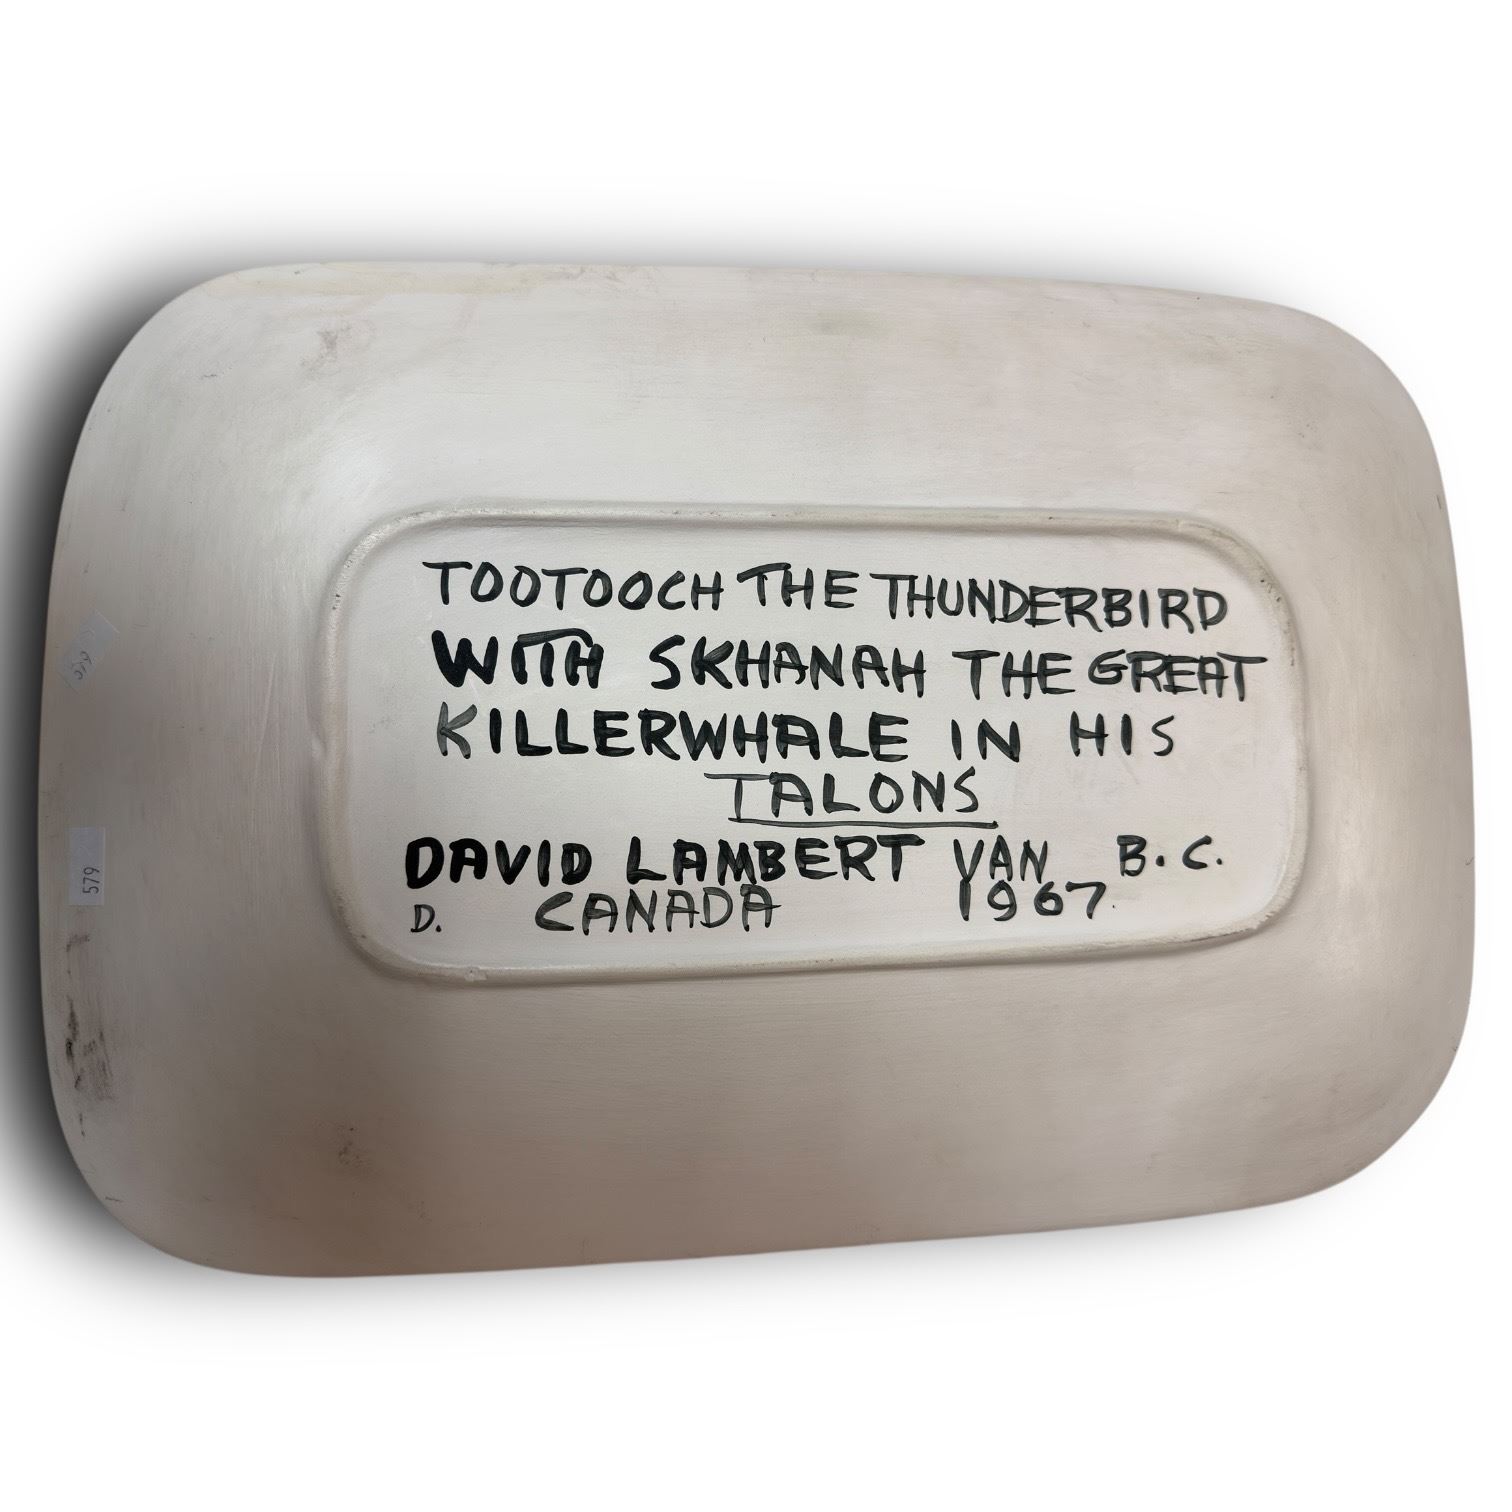 TOOTOOCH THE THUNDERBIRD
WITH SKHANAH THE GREAT
KILLERWHALE IN HIS
TALONS
DAVID LAMBERT VAN B.C.
D. CANADA 1967.
579